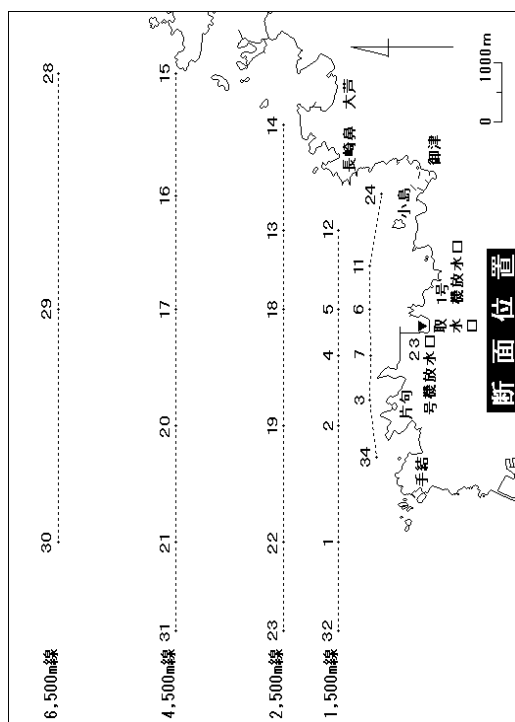 6,500m線 30 29 28
4,500m線 31 21 20 17 16 15
2,500m線 23 22 19 18 13 14
1,500m線 32 1 2 4 5 12
34 3 7 6 11 24
大芦
長崎鼻
御津
小島
1号
機放水口
取水口
23
号機放水口
片句
手結
0 1000m
断面位置